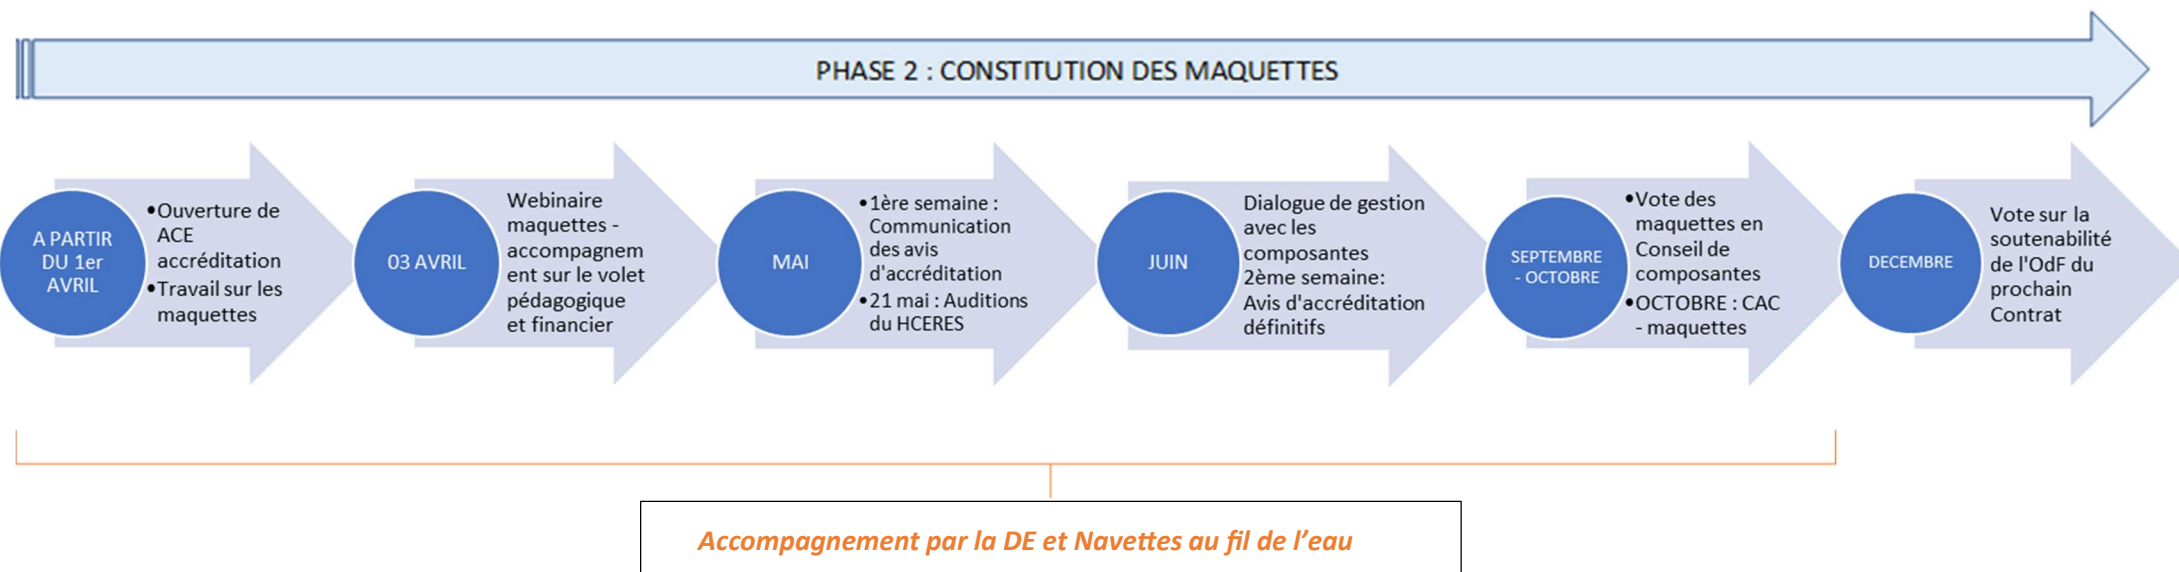 PHASE 2 : CONSTITUTION DES MAQUETTES
A PARTIR
DU 1er
AVRIL
•Ouverture de
ACE
accréditation
•Travail sur les
maquettes
03 AVRIL
Webinaire
maquettes -
accompagnem
ent sur le volet
pédagogique
et financier
MAI
•1ère semaine :
Communication
des avis
d'accréditation
•21 mai : Auditions
du HCERES
JUIN
Dialogue de gestion
avec les
composantes
2ème semaine:
Avis d'accréditation
définitifs
SEPTEMBRE
- OCTOBRE
•Vote des
maquettes en
Conseil de
composantes
•OCTOBRE : CAC
- maquettes
DECEMBRE
Vote sur la
soutenabilité
de l'OdF du
prochain
Contrat
Accompagnement par la DE et Navettes au fil de l’eau